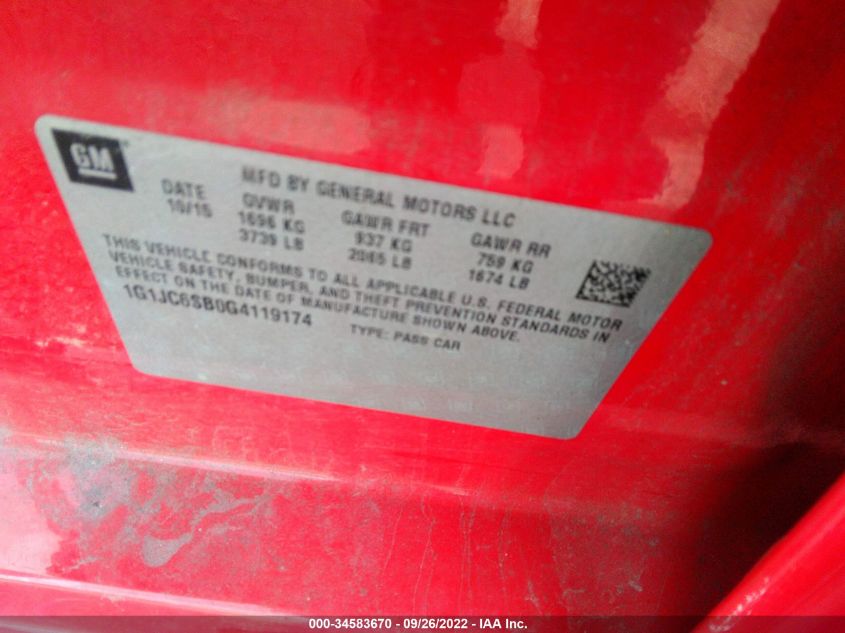 GM
MFD BY GENERAL MOTORS LLC
DATE GVWR GAWR FRT GAWR RR
10/15 1696 KG 937 KG 759 KG
3739 LB 2065 LB 1674 LB
THIS VEHICLE CONFORMS TO ALL APPLICABLE U.S. FEDERAL MOTOR
VEHICLE SAFETY, BUMPER, AND THEFT PREVENTION STANDARDS IN
EFFECT ON THE DATE OF MANUFACTURE SHOWN ABOVE.
1G1JC6SB0G4119174 TYPE: PASS CAR
000-34583670 - 09/26/2022 - IAA Inc.